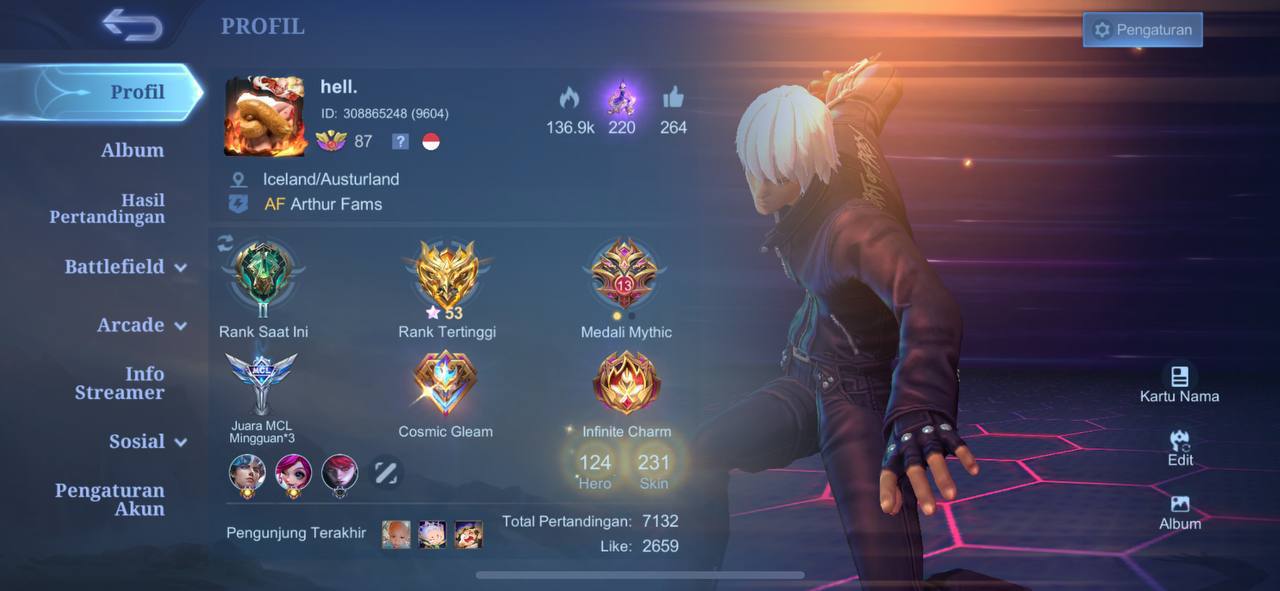 PROFIL
Pengaturan
Profil
Album
Hasil
Pertandingan
Battlefield
Arcade
Info
Streamer
Sosial
Pengaturan
Akun
hell.
ID: 308865248 (9604)
87
?
136.9k
220
264
Iceland/Austurland
AF Arthur Fams
II
53
13
Rank Saat Ini
Rank Tertinggi
Medali Mythic
MCL
Juara MCL
Mingguan*3
Cosmic Gleam
Infinite Charm
124
Hero
231
Skin
Pengunjung Terakhir
Total Pertandingan: 7132
Like: 2659
Kartu Nama
Edit
Album